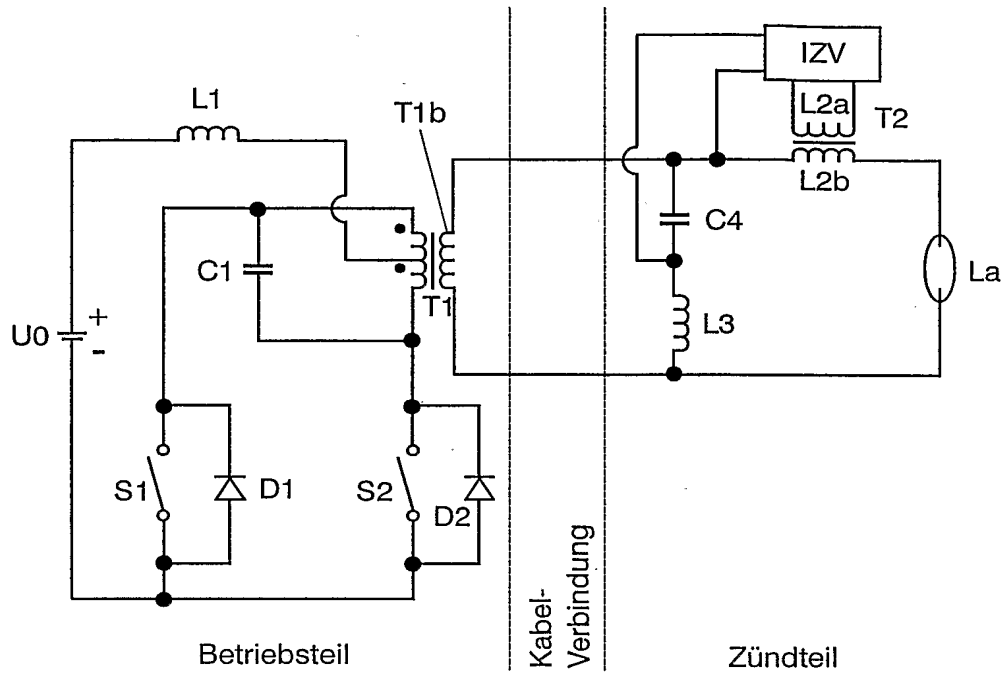 IZV
L1
T1b
L2a
T2
L2b
C4
C1
T1
La
U0
+
-
L3
S1
D1
S2
D2
Kabel-
Verbindung
Betriebsteil
Zündteil